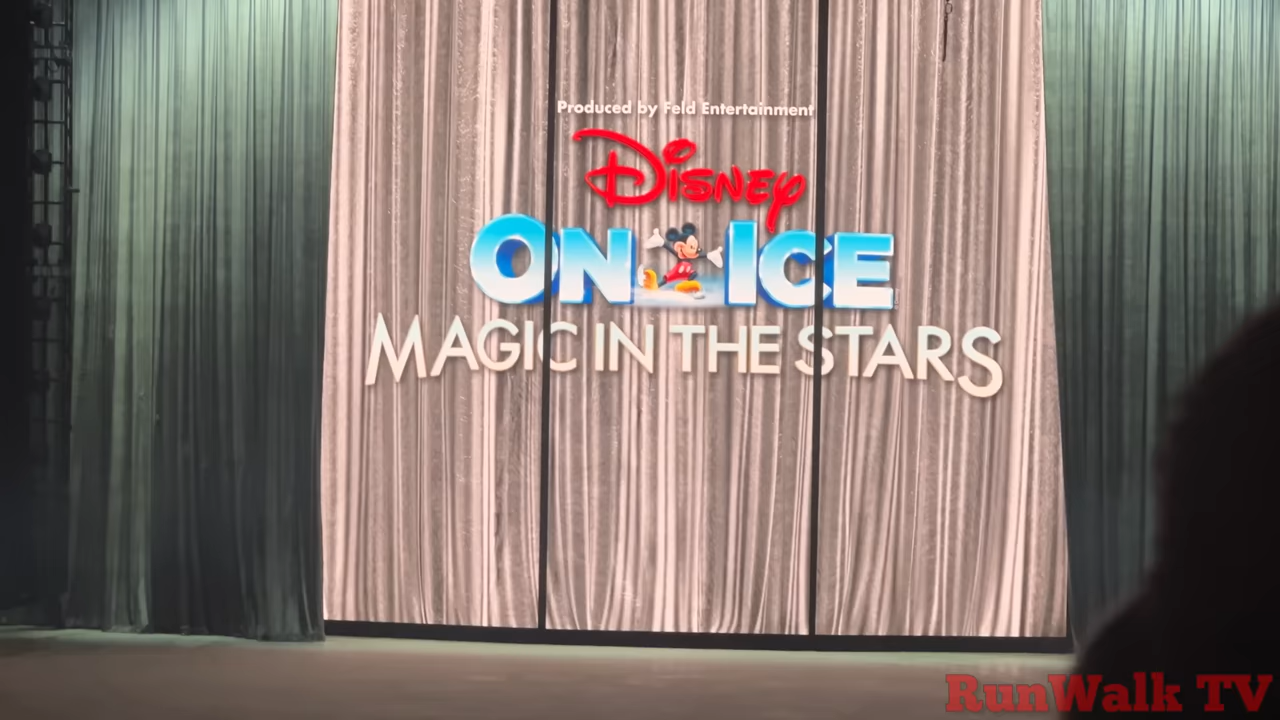 Produced by Feld Entertainment
Disney
ON ICE
MAGIC IN THE STARS
RunWalk TV